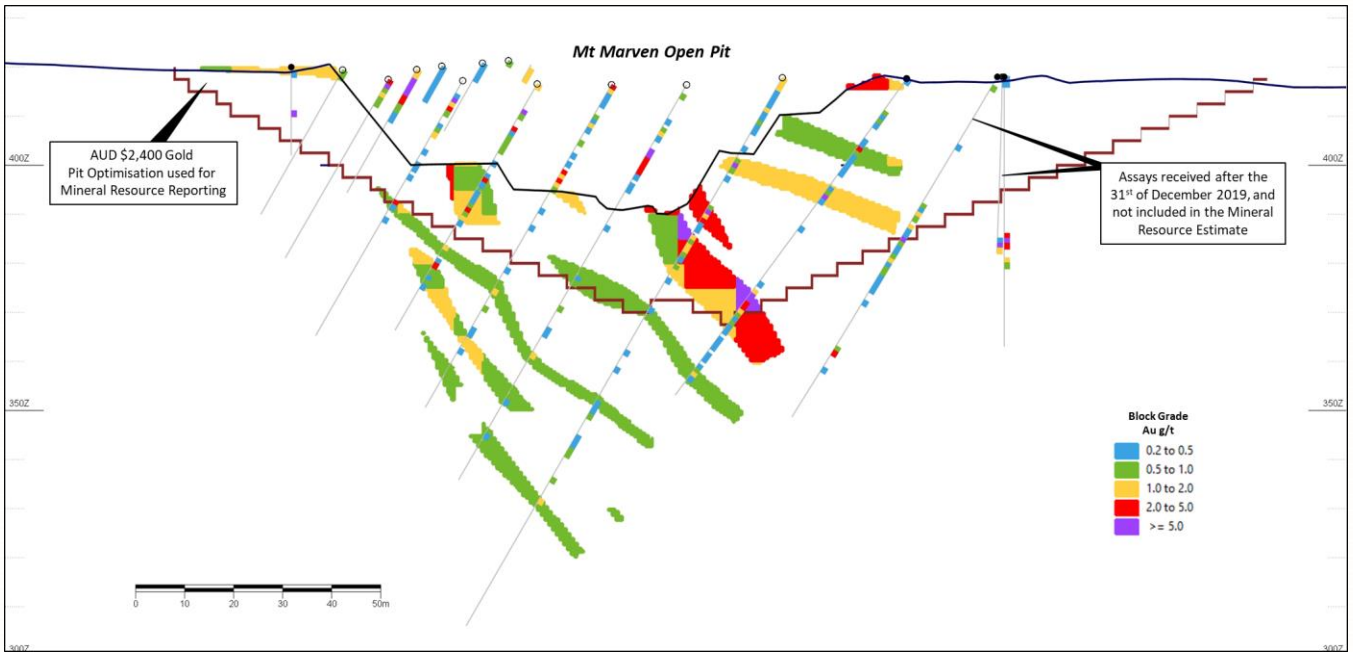 Mt Marven Open Pit
AUD $2,400 Gold
Pit Optimisation used for
Mineral Resource Reporting
400Z
400Z
Assays received after the
31st of December 2019, and
not included in the Mineral
Resource Estimate
350Z
350Z
Block Grade
Au g/t
0.2 to 0.5
0.5 to 1.0
1.0 to 2.0
2.0 to 5.0
>= 5.0
0 10 20 30 40 50m
300Z
300Z